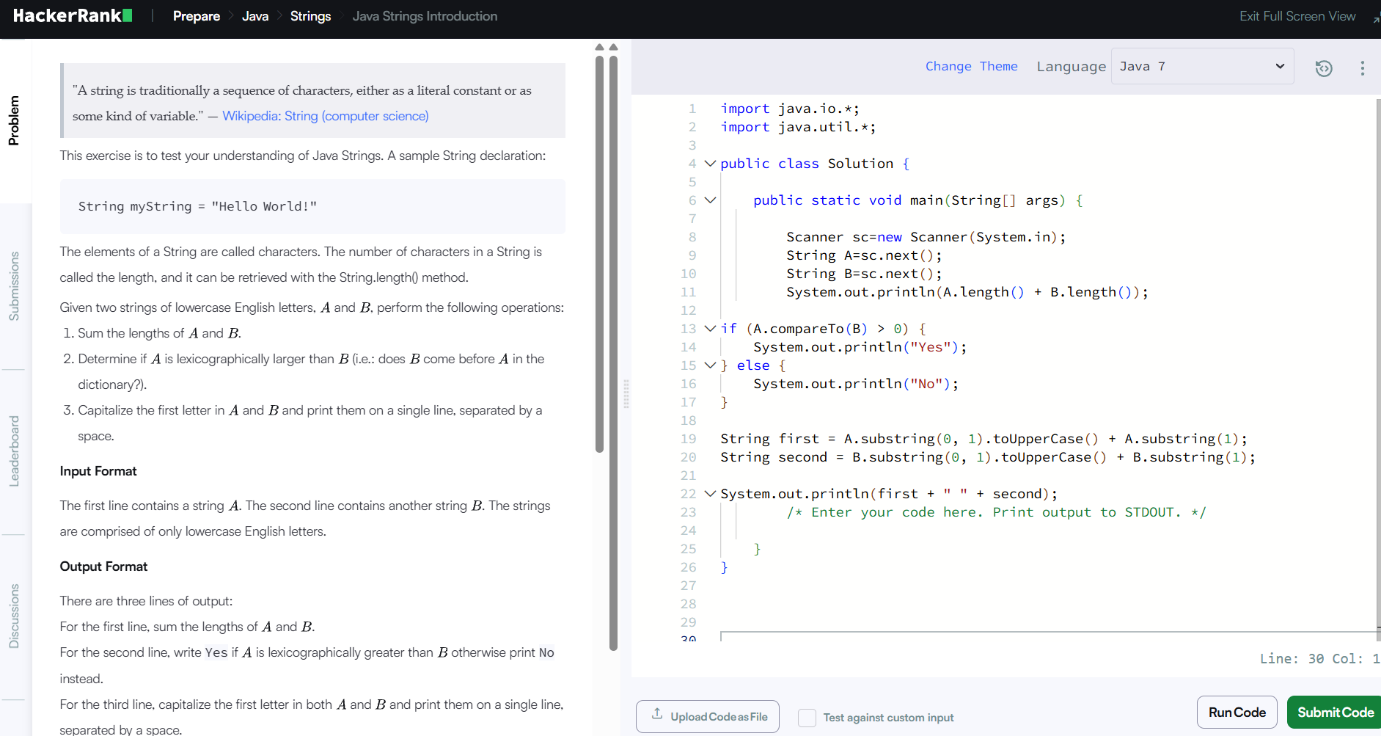 HackerRank
Prepare
Java
Strings
Java Strings Introduction
Exit Full Screen View
Problem
Submissions
Leaderboard
Discussions
"A string is traditionally a sequence of characters, either as a literal constant or as
some kind of variable." — Wikipedia: String (computer science)
This exercise is to test your understanding of Java Strings. A sample String declaration:
String myString = "Hello World!"
The elements of a String are called characters. The number of characters in a String is
called the length, and it can be retrieved with the String.length() method.
Given two strings of lowercase English letters, A and B, perform the following operations:
1. Sum the lengths of A and B.
2. Determine if A is lexicographically larger than B (i.e.: does B come before A in the
dictionary?).
3. Capitalize the first letter in A and B and print them on a single line, separated by a
space.
Input Format
The first line contains a string A. The second line contains another string B. The strings
are comprised of only lowercase English letters.
Output Format
There are three lines of output:
For the first line, sum the lengths of A and B.
For the second line, write Yes if A is lexicographically greater than B otherwise print No
instead.
For the third line, capitalize the first letter in both A and B and print them on a single line,
separated by a space.
Change Theme
Language
Java 7
1 import java.io.*;
2 import java.util.*;
3
4 public class Solution {
5
6     public static void main(String[] args) {
7
8         Scanner sc=new Scanner(System.in);
9         String A=sc.next();
10         String B=sc.next();
11         System.out.println(A.length() + B.length());
12
13 if (A.compareTo(B) > 0) {
14     System.out.println("Yes");
15 } else {
16     System.out.println("No");
17 }
18
19 String first = A.substring(0, 1).toUpperCase() + A.substring(1);
20 String second = B.substring(0, 1).toUpperCase() + B.substring(1);
21
22 System.out.println(first + " " + second);
23         /* Enter your code here. Print output to STDOUT. */
24
25     }
26 }
27
28
29
30
Line: 30 Col: 1
Upload Code as File
Test against custom input
Run Code
Submit Code